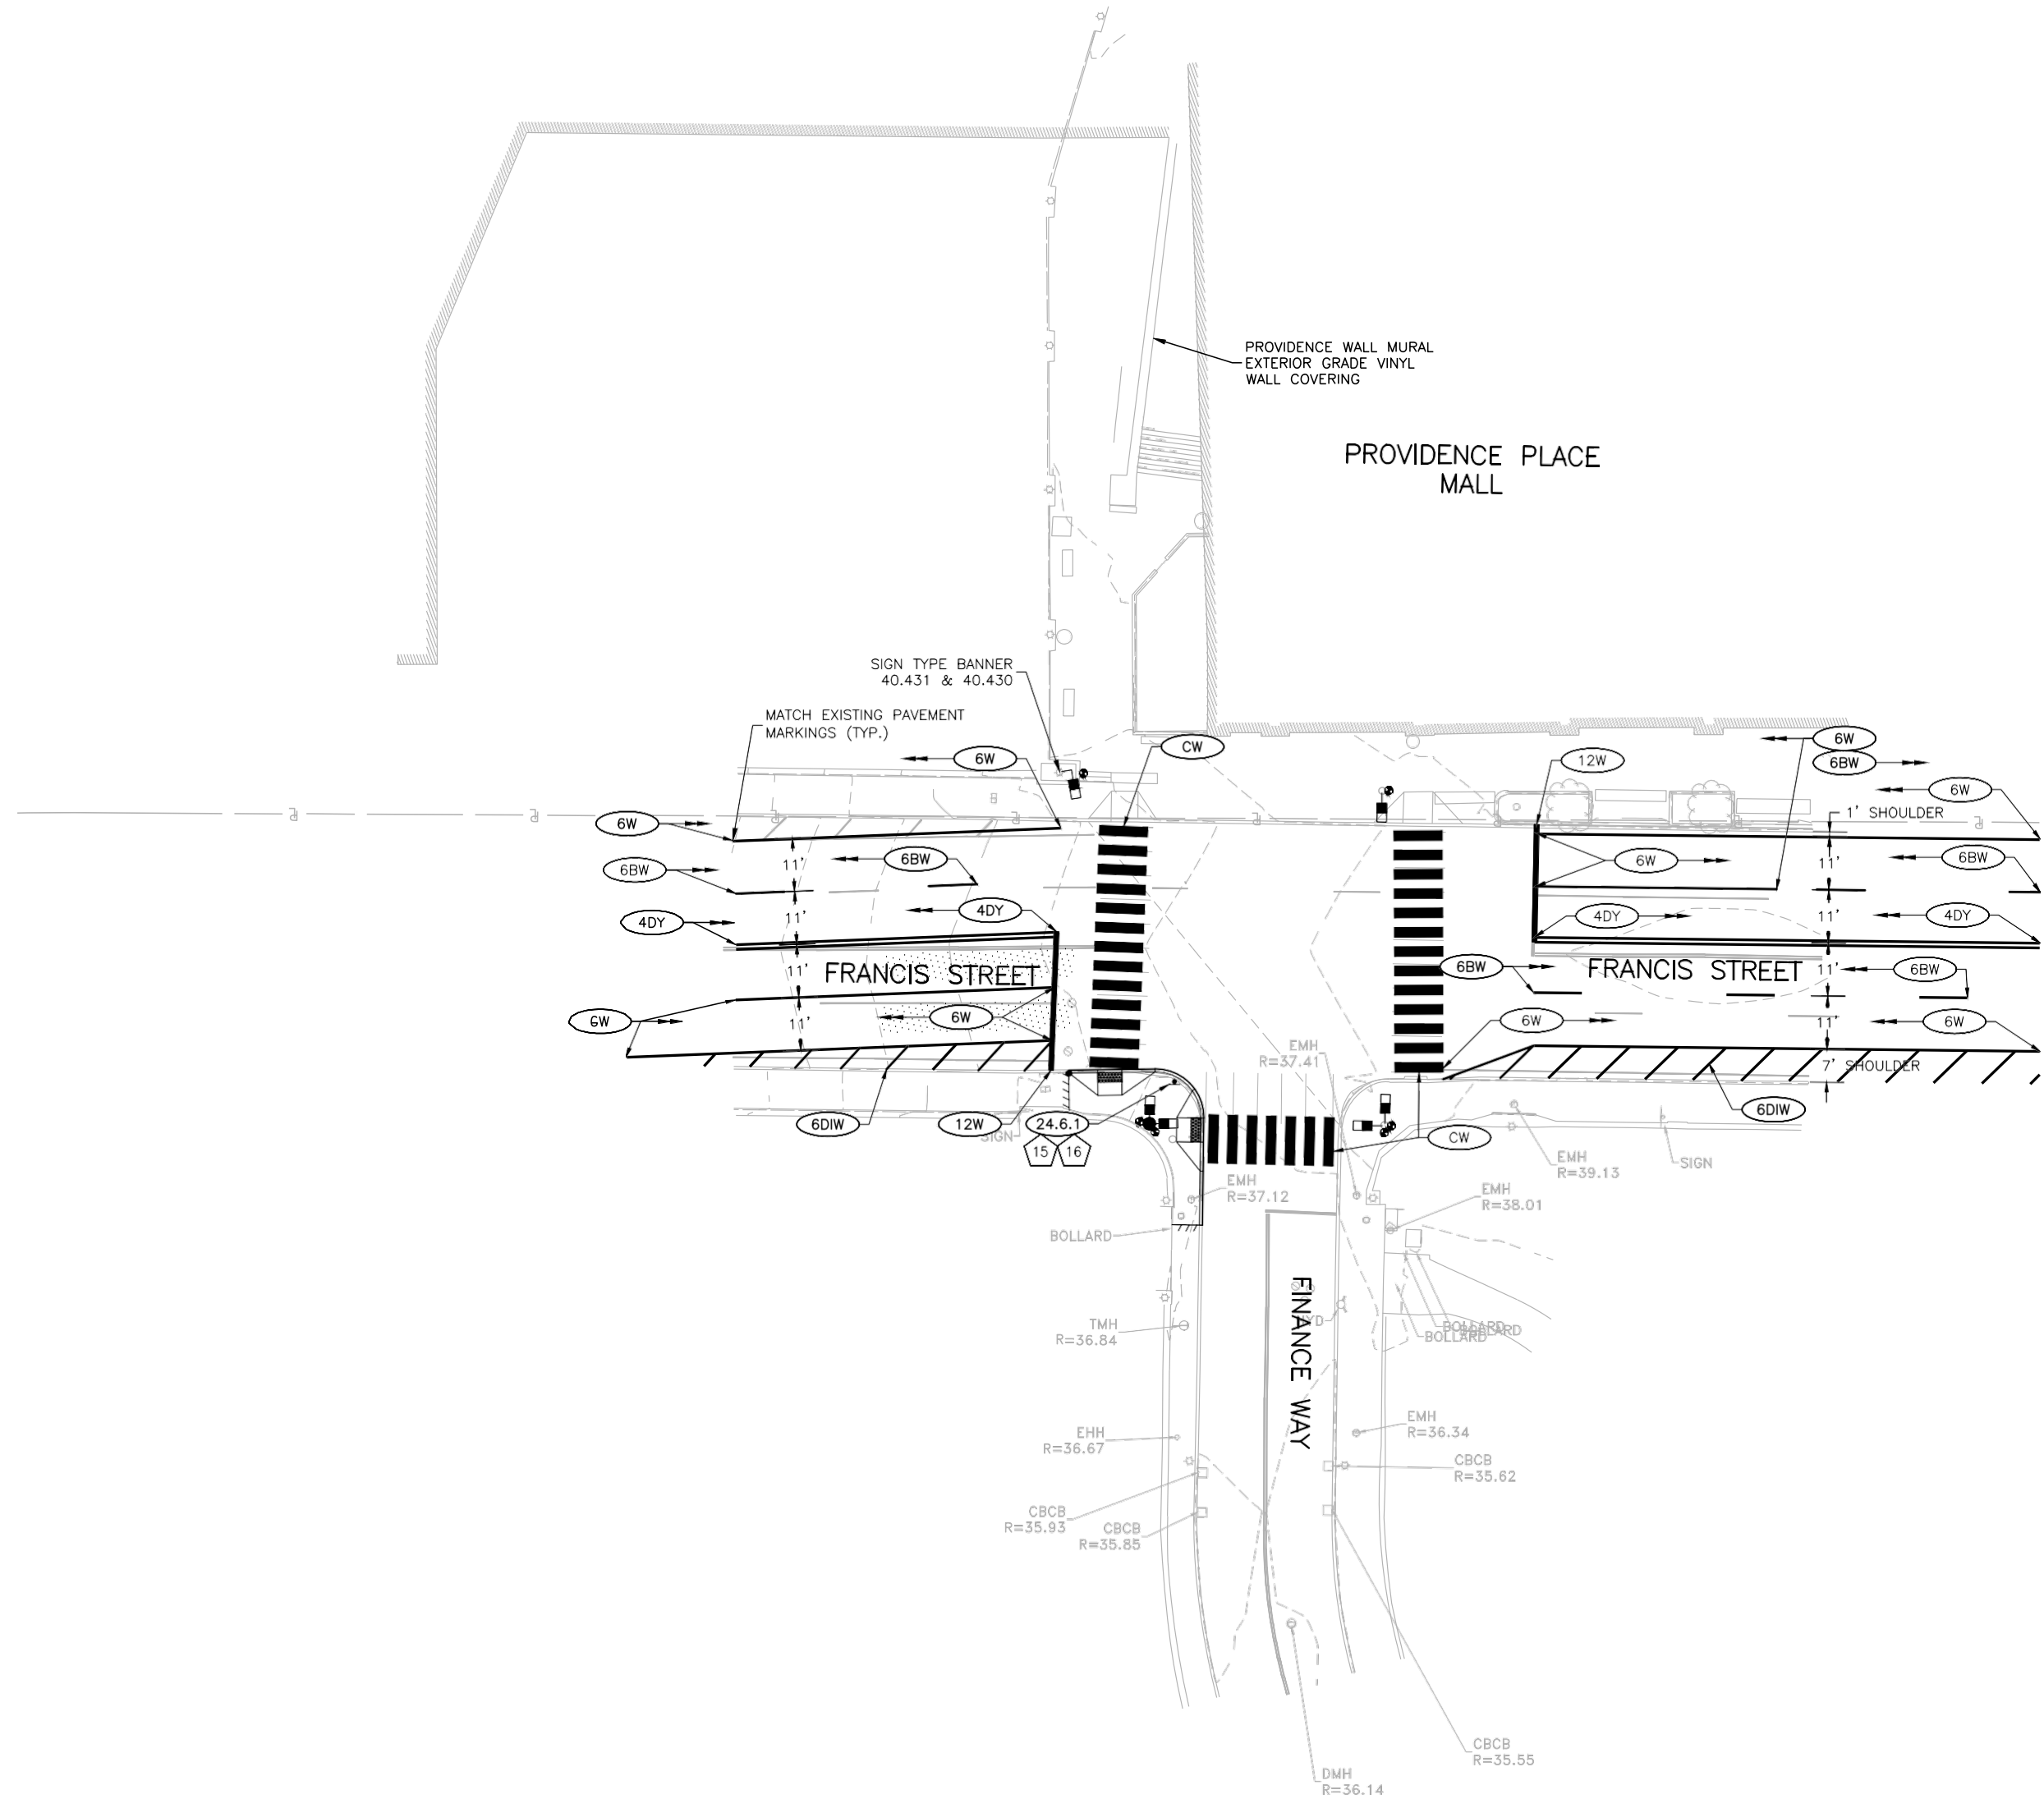 PROVIDENCE WALL MURAL
EXTERIOR GRADE VINYL
WALL COVERING
PROVIDENCE PLACE
MALL
SIGN TYPE BANNER
40.431 & 40.430
MATCH EXISTING PAVEMENT
MARKINGS (TYP.)
6W
CW
12W
6W
6BW
6W
1' SHOULDER
6W
11'
6BW
6BW
4DY
4DY
11'
11'
FRANCIS STREET
11'
6W
6W
6W
11'
6BW
4DY
11'
4DY
6BW
FRANCIS STREET
11'
6BW
6W
11'
6W
7' SHOULDER
EMH
R=37.41
6DIW
12W
SIGN
24.6.1
15
16
CW
6DIW
EMH
R=39.13
SIGN
EMH
R=37.12
EMH
R=38.01
BOLLARD
FINANCE WAY
TMH
R=36.84
BOLLARD
BOLLARD
BOLLARD
EHH
R=36.67
EMH
R=36.34
CBCB
R=35.62
CBCB
R=35.93
CBCB
R=35.85
CBCB
R=35.55
DMH
R=36.14